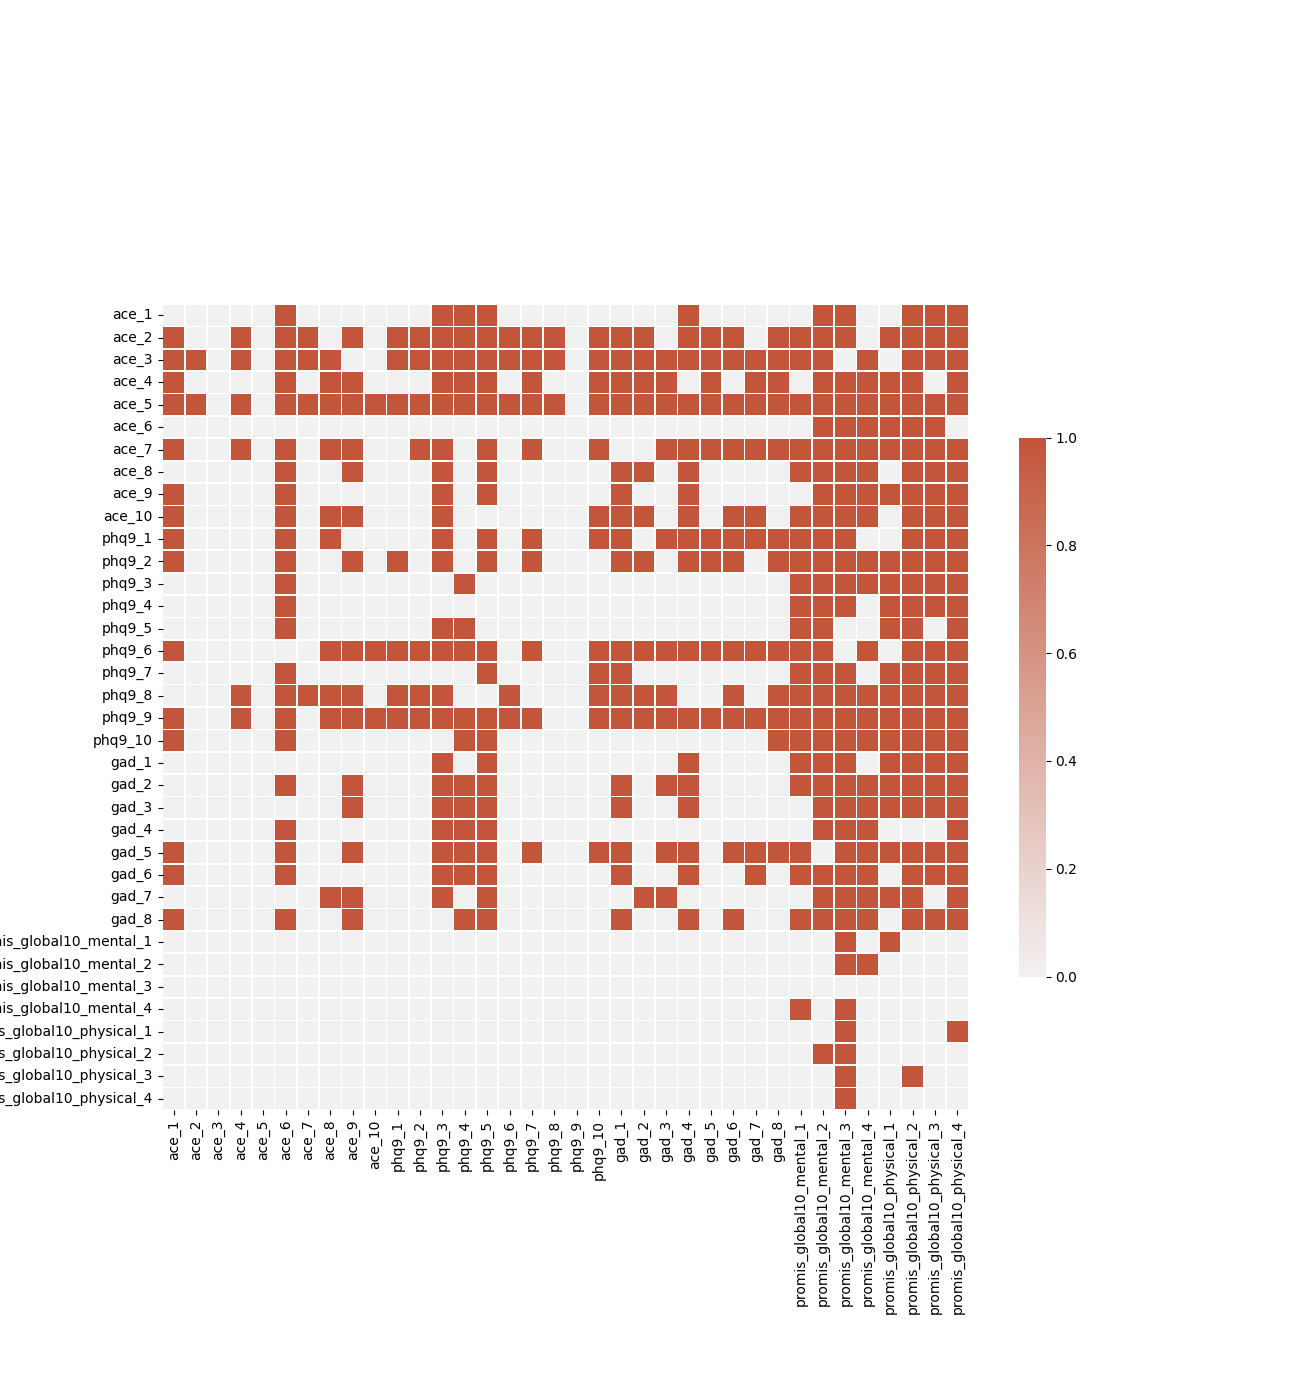 ace_1
ace_2
ace_3
ace_4
ace_5
ace_6
ace_7
ace_8
ace_9
ace_10
phq9_1
phq9_2
phq9_3
phq9_4
phq9_5
phq9_6
phq9_7
phq9_8
phq9_9
phq9_10
gad_1
gad_2
gad_3
gad_4
gad_5
gad_6
gad_7
gad_8
nis_global10_mental_1
nis_global10_mental_2
nis_global10_mental_3
nis_global10_mental_4
s_global10_physical_1
s_global10_physical_2
s_global10_physical_3
s_global10_physical_4
ace_1
ace_2
ace_3
ace_4
ace_5
ace_6
ace_7
ace_8
ace_9
ace_10
phq9_1
phq9_2
phq9_3
phq9_4
phq9_5
phq9_6
phq9_7
phq9_8
phq9_9
phq9_10
gad_1
gad_2
gad_3
gad_4
gad_5
gad_6
gad_7
gad_8
promis_global10_mental_1
promis_global10_mental_2
promis_global10_mental_3
promis_global10_mental_4
promis_global10_physical_1
promis_global10_physical_2
promis_global10_physical_3
promis_global10_physical_4
1.0
0.8
0.6
0.4
0.2
0.0